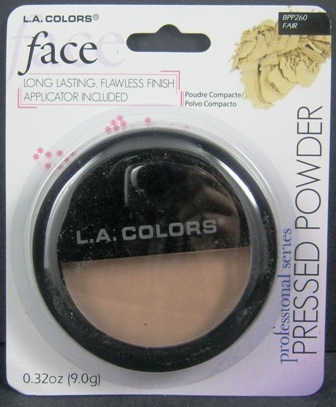 L.A. COLORS®
face
LONG LASTING, FLAWLESS FINISH
APPLICATOR INCLUDED
BPP260
FAIR
Poudre Compacte/
Polvo Compacto
L.A. COLORS®
professional series
PRESSED POWDER
0.32oz (9.0g)